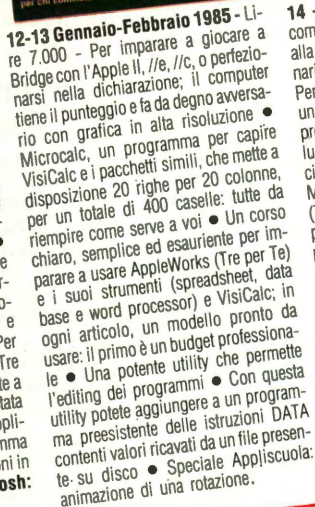 12-13 Gennaio-Febbraio 1985 - Li-
re 7.000 - Per imparare a giocare a
Bridge con l'Apple II, //e, //c, o perfezio-
narsi nella dichiarazione; il computer
tiene il punteggio e fa da degno avversa-
rio con grafica in alta risoluzione ●
Microcalc, un programma per capire
VisiCalc e i pacchetti simili, che mette a
disposizione 20 righe per 20 colonne,
per un totale di 400 caselle: tutte da
riempire come serve a voi ● Un corso
chiaro, semplice ed esauriente per im-
parare a usare AppleWorks (Tre per Te)
e i suoi strumenti (spreadsheet, data
base e word processor) e VisiCalc; in
ogni articolo, un modello pronto da
usare: il primo è un budget professiona-
le ● Una potente utility che permette
l'editing dei programmi ● Con questa
utility potete aggiungere a un program-
ma preesistente delle istruzioni DATA
contenti valori ricavati da un file presen-
te su disco ● Speciale Appliscuola:
animazione di una rotazione.